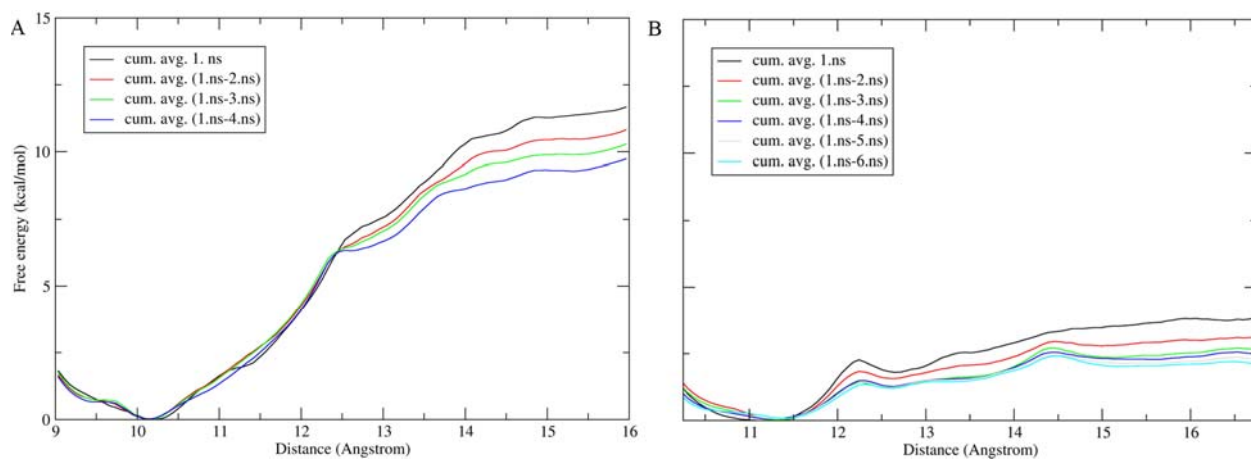 A
15
cum. avg. 1. ns
cum. avg. (1.ns-2.ns)
cum. avg. (1.ns-3.ns)
cum. avg. (1.ns-4.ns)
10
Free energy (kcal/mol)
5
0
9 10 11 12 13 14 15 16
Distance (Angstrom)
B
cum. avg. 1.ns
cum. avg. (1.ns-2.ns)
cum. avg. (1.ns-3.ns)
cum. avg. (1.ns-4.ns)
cum. avg. (1.ns-5.ns)
cum. avg. (1.ns-6.ns)
11 12 13 14 15 16
Distance (Angstrom)